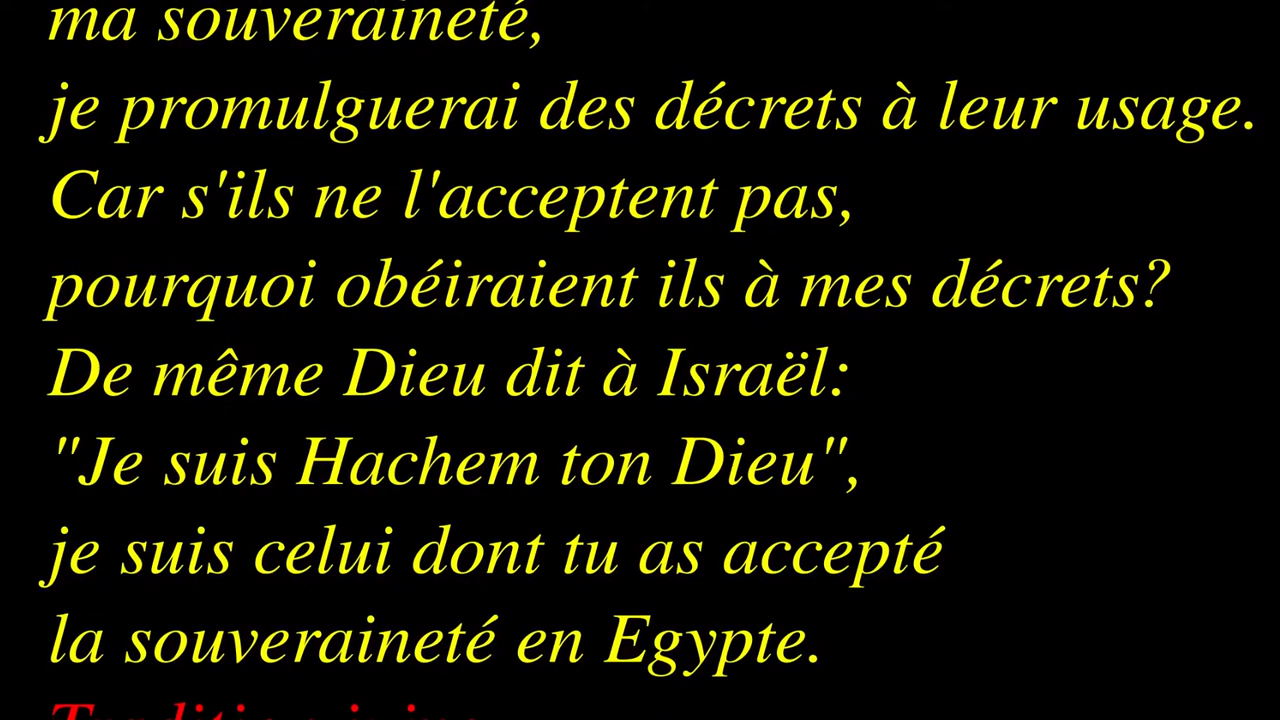 ma souveraineté,
je promulguerai des décrets à leur usage.
Car s'ils ne l'acceptent pas,
pourquoi obéiraient ils à mes décrets?
De même Dieu dit à Israël:
"Je suis Hachem ton Dieu",
je suis celui dont tu as accepté
la souveraineté en Egypte.